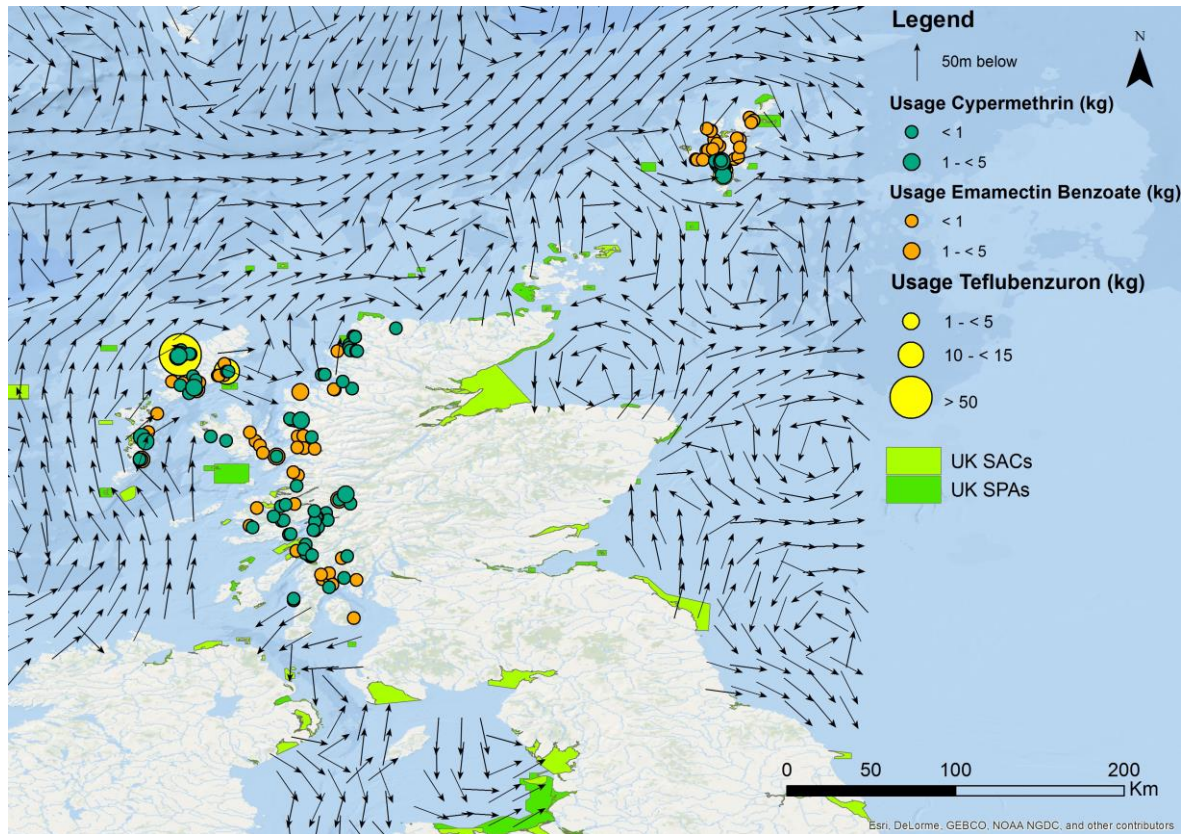 Legend
N
50m below
Usage Cypermethrin (kg)
< 1
1 - < 5
Usage Emamectin Benzoate (kg)
< 1
1 - < 5
Usage Teflubenzuron (kg)
1 - < 5
10 - < 15
> 50
UK SACs
UK SPAs
0 50 100 200
Km
Esri, DeLorme, GEBCO, NOAA NGDC, and other contributors